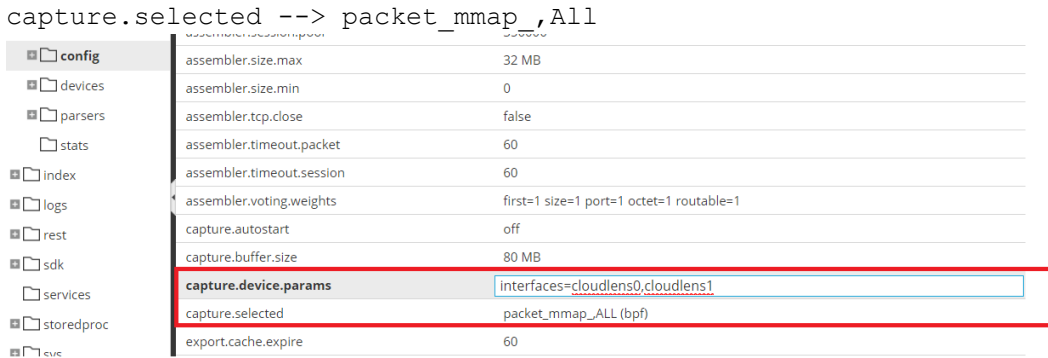 capture.selected --> packet_mmap_,All
config
assembler.size.max 32 MB
devices
assembler.size.min 0
parsers
assembler.tcp.close false
stats
assembler.timeout.packet 60
index
assembler.timeout.session 60
logs
assembler.voting.weights first=1 size=1 port=1 octet=1 routable=1
rest
capture.autostart off
sdk
capture.buffer.size 80 MB
services
capture.device.params interfaces=cloudlens0,cloudlens1
storedproc
capture.selected packet_mmap_,ALL (bpf)
export.cache.expire 60